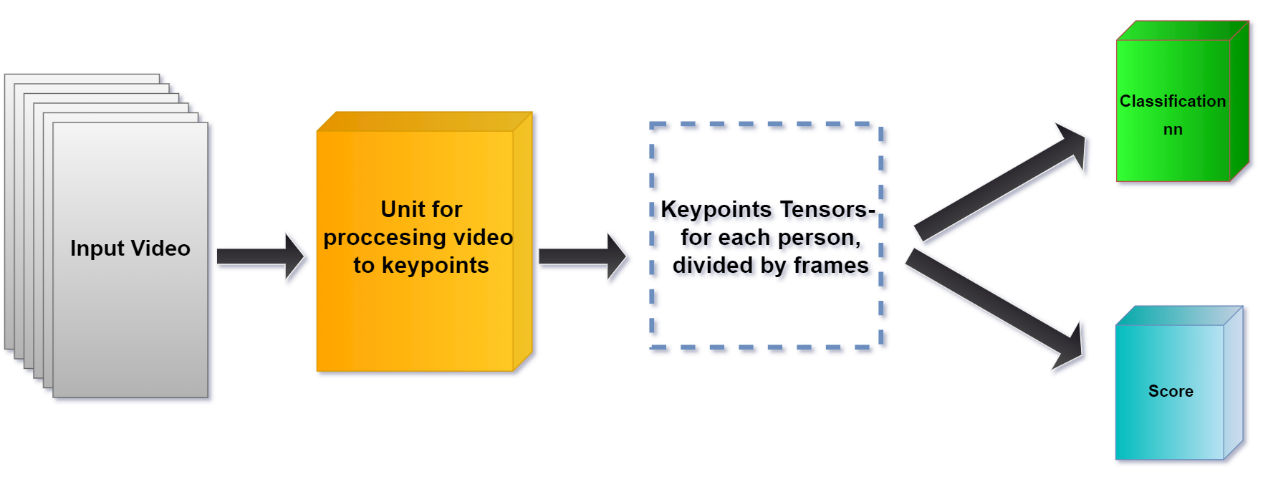 Input Video
Unit for
proccesing video
to keypoints
Keypoints Tensors-
for each person,
divided by frames
Classification
nn
Score